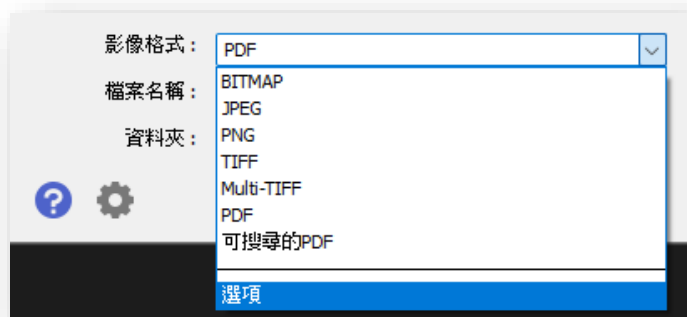 影像格式： PDF
檔案名稱：
資料夾：
BITMAP
JPEG
PNG
TIFF
Multi-TIFF
PDF
可搜尋的PDF
選項
?